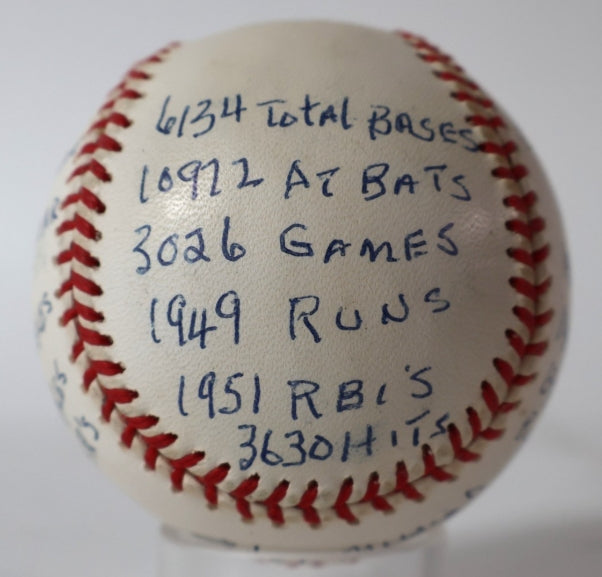 6134 Total BASES
10972 AT BATS
3026 GAMES
1949 RUNS
1951 RBI'S
3630 HITS